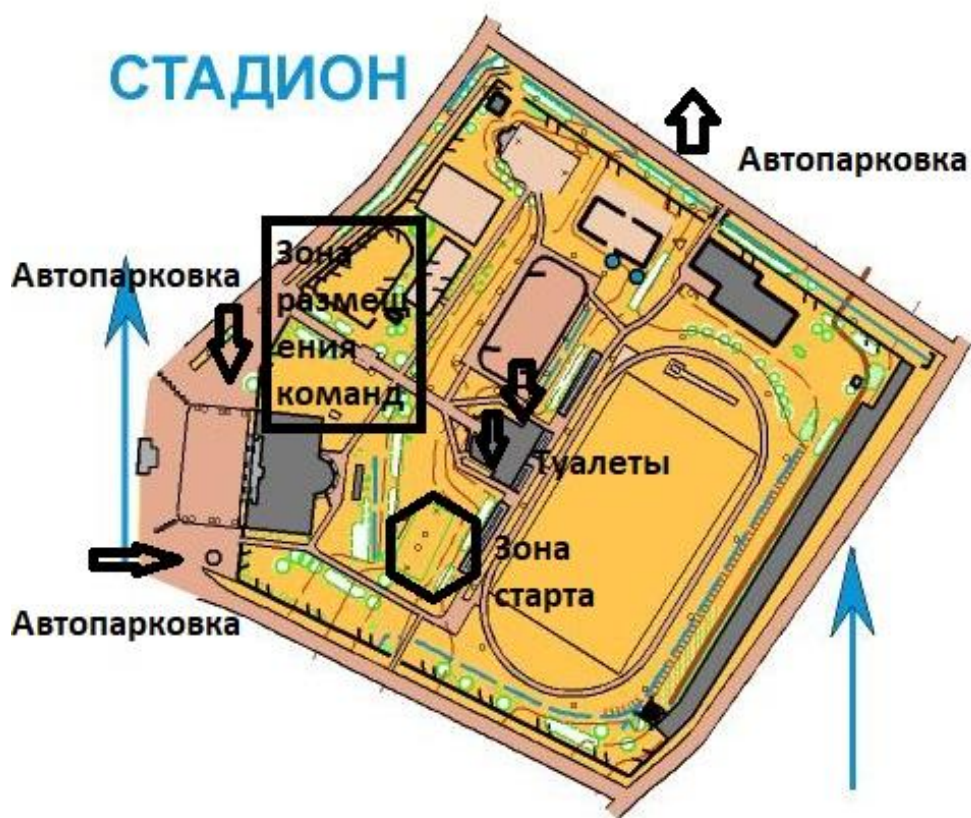 СТАДИОН
Автопарковка
Автопарковка
Зона
размещ
ения
команд
Туалеты
Зона
старта
Автопарковка